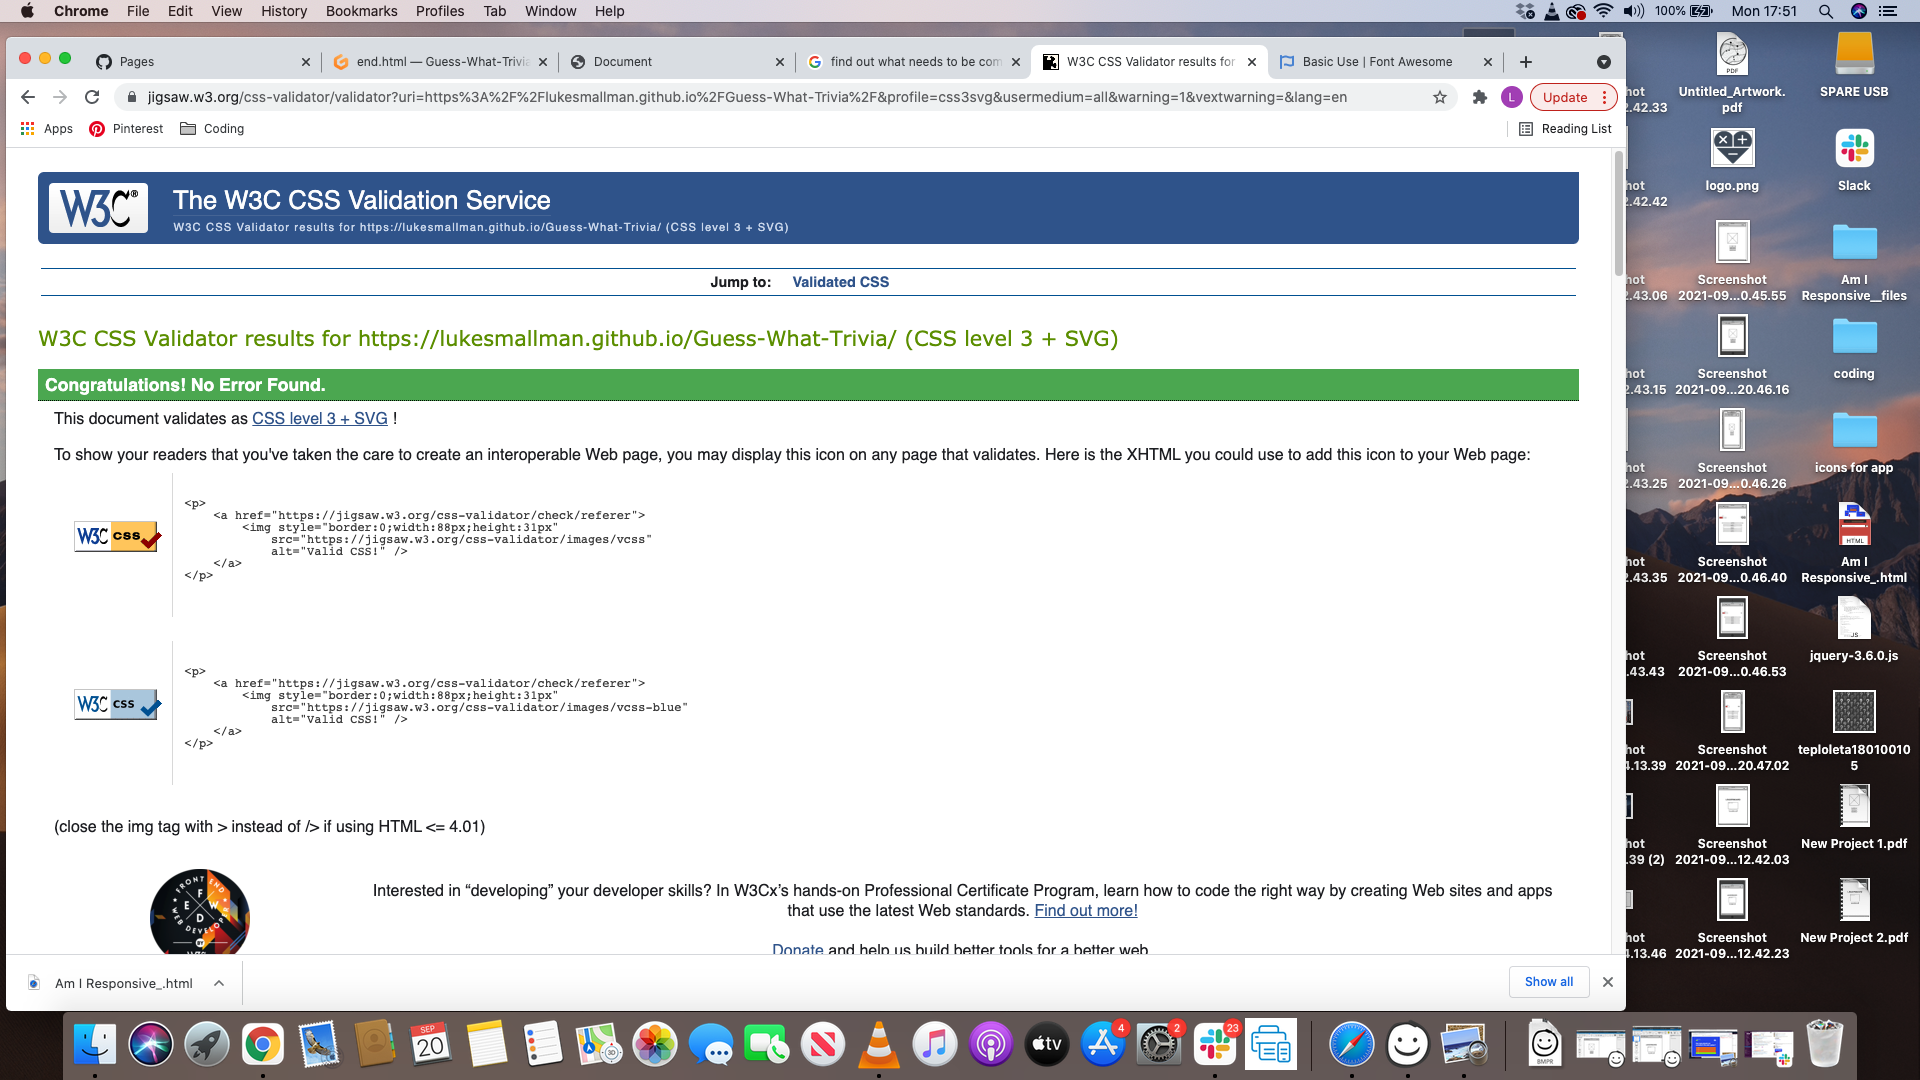 Chrome File Edit View History Bookmarks Profiles Tab Window Help
100% Mon 17:51
Pages
end.html — Guess-What-Trivia
Document
find out what needs to be com
W3C CSS Validator results for
Basic Use | Font Awesome
jigsaw.w3.org/css-validator/validator?uri=https%3A%2F%2Flukesmallman.github.io%2FGuess-What-Trivia%2F&profile=css3svg&usermedium=all&warning=1&vextwarning=&lang=en
L
Update
Apps Pinterest Coding
Reading List
W3C®
The W3C CSS Validation Service
W3C CSS Validator results for https://lukesmallman.github.io/Guess-What-Trivia/ (CSS level 3 + SVG)
Jump to: Validated CSS
W3C CSS Validator results for https://lukesmallman.github.io/Guess-What-Trivia/ (CSS level 3 + SVG)
Congratulations! No Error Found.
This document validates as CSS level 3 + SVG !
To show your readers that you've taken the care to create an interoperable Web page, you may display this icon on any page that validates. Here is the XHTML you could use to add this icon to your Web page:
W3C css
<p>
<a href="https://jigsaw.w3.org/css-validator/check/referer">
<img style="border:0;width:88px;height:31px"
src="https://jigsaw.w3.org/css-validator/images/vcss"
alt="Valid CSS!" />
</a>
</p>
W3C css
<p>
<a href="https://jigsaw.w3.org/css-validator/check/referer">
<img style="border:0;width:88px;height:31px"
src="https://jigsaw.w3.org/css-validator/images/vcss-blue"
alt="Valid CSS!" />
</a>
</p>
(close the img tag with > instead of /> if using HTML <= 4.01)
FRONT END
F E W D
WEB DEVELOP
Interested in “developing” your developer skills? In W3Cx’s hands-on Professional Certificate Program, learn how to code the right way by creating Web sites and apps
that use the latest Web standards. Find out more!
Donate and help us build better tools for a better web.
Am I Responsive_.html
Show all
hot
2.42.33
hot
2.42.42
hot
2.43.06
hot
2.43.15
hot
2.43.25
hot
2.43.35
hot
.43.43
hot
4.13.39
hot
.39 (2)
hot
4.13.46
PDF
Untitled_Artwork.
pdf
logo.png
Screenshot
2021-09...0.45.55
Screenshot
2021-09...20.46.16
Screenshot
2021-09...0.46.26
Screenshot
2021-09...0.46.40
Screenshot
2021-09...0.46.53
Screenshot
2021-09...20.47.02
Screenshot
2021-09...12.42.03
Screenshot
2021-09...12.42.23
SPARE USB
Slack
Am I
Responsive__files
coding
icons for app
HTML
Am I
Responsive_.html
JS
jquery-3.6.0.js
teploleta18010010
5
New Project 1.pdf
New Project 2.pdf
SEP
20
3D
tv
4
2
23
BMPR